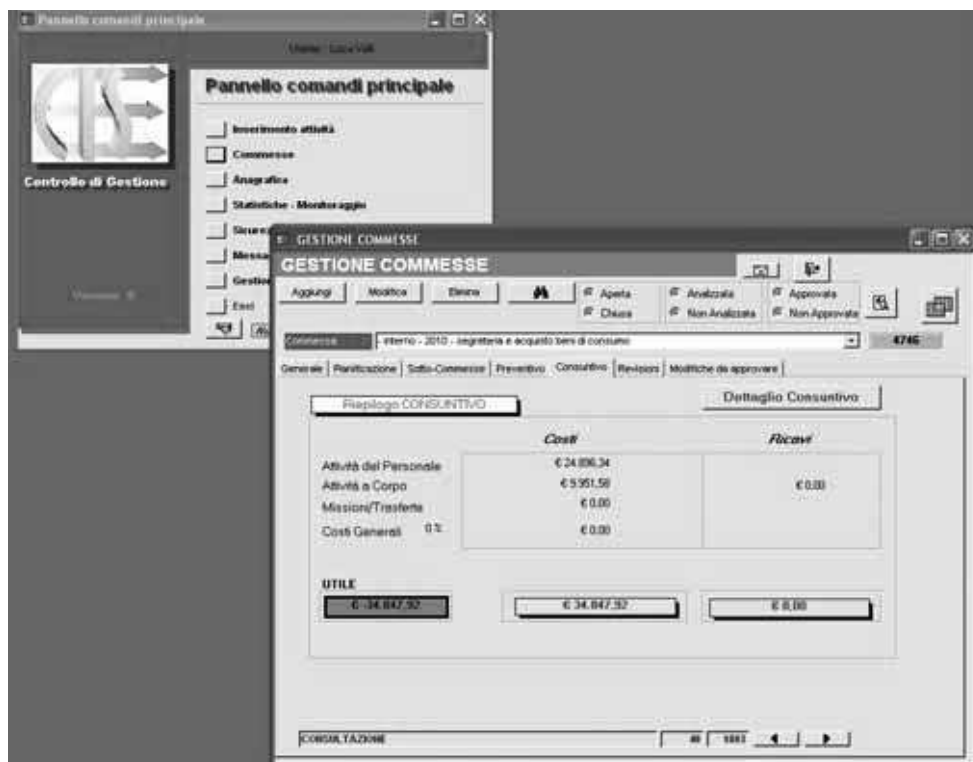 Pannello comandi principale
Utente: Luca Valli
Pannello comandi principale
Inserimento attività
Commesse
Anagrafica
Statistiche - Monitoraggio
Controllo di Gestione
GESTIONE COMMESSE
GESTIONE COMMESSE
Aggiungi Modifica Elimina
Aperta Analizzata Approvata
Chiusa Non Analizzata Non Approvata
Commessa - interno - 2010 - segreteria e acquisto beni di consumo 4746
Generale Pianificazione Sotto-Commesse Preventivo Consuntivo Revisioni Modifiche da approvare
Riepilogo CONSUNTIVO Dettaglio Consuntivo
Costi Ricavi
Attività del Personale € 24.896,34
Attività a Corpo € 9.951,58 € 0,00
Missioni/Trasferte € 0,00
Costi Generali 0 % € 0,00
UTILE
€ -34.847,92 € 34.847,92 € 0,00
CONSULTAZIONE
Esci